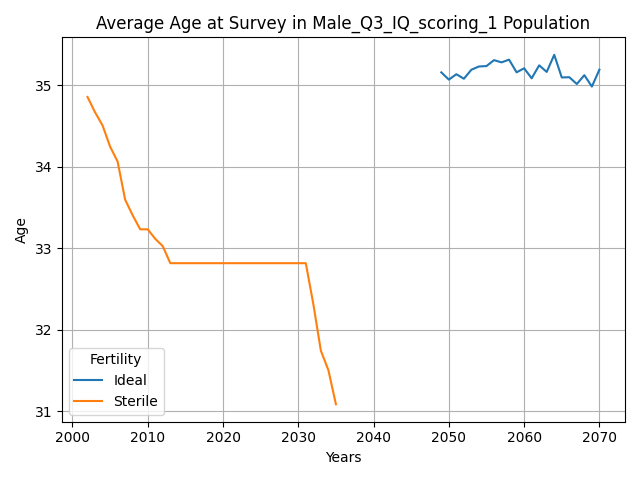 Average Age at Survey in Male_Q3_IQ_scoring_1 Population
Age
35
34
33
32
31
Fertility
Ideal
Sterile
2000 2010 2020 2030 2040 2050 2060 2070
Years